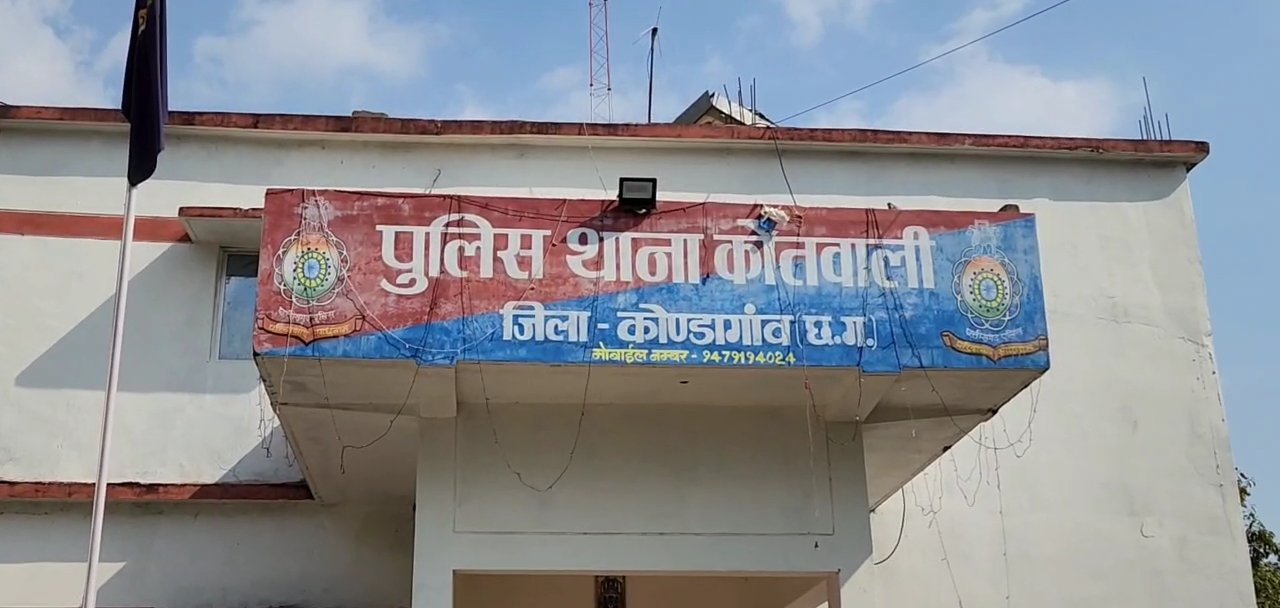 पुलिस थाना कोतवाली
जिला - कोण्डागांव (छ.ग.)
मोबाईल नम्बर - 9479194024